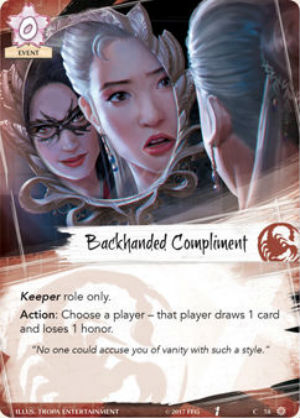 0
EVENT
Backhanded Compliment
Keeper role only.
Action: Choose a player – that player draws 1 card
and loses 1 honor.
"No one could accuse you of vanity with such a style."
ILLUS. TROPA ENTERTAINMENT © 2017 FFG C 58